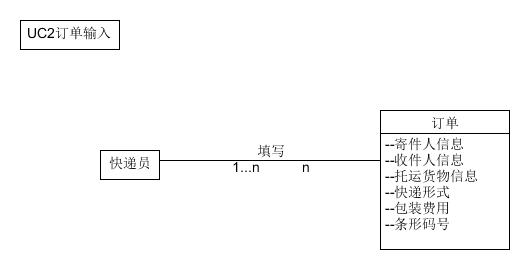 UC2订单输入
订单
--寄件人信息
填写
--收件人信息
快递员
1...n
n
--托运货物信息
--快递形式
--包装费用
--条形码号